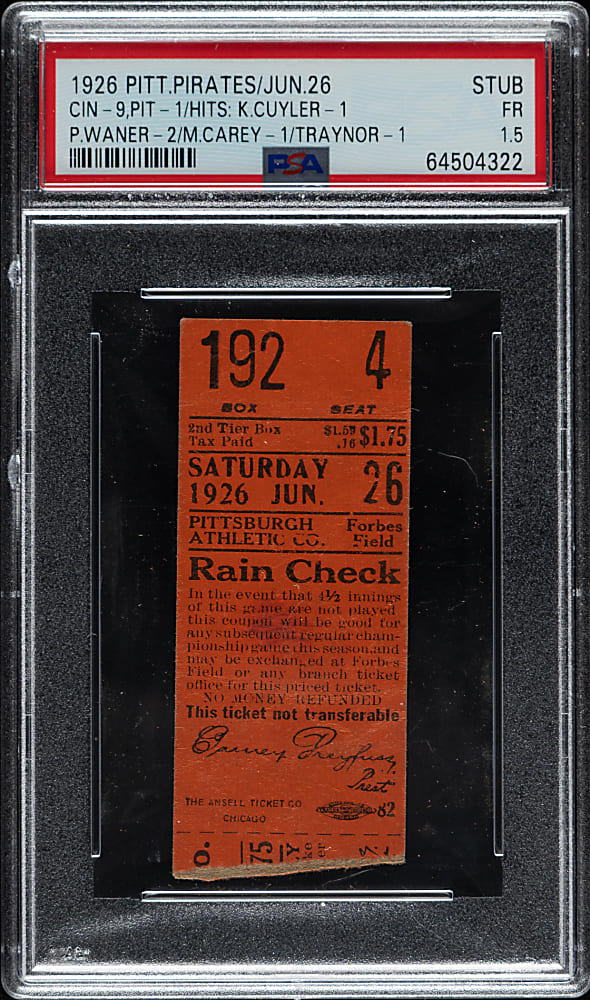 1926 PITT.PIRATES/JUN.26 STUB
CIN - 9,PIT - 1/HITS: K.CUYLER - 1 FR
P.WANER - 2/M.CAREY - 1/TRAYNOR - 1 1.5
PSA 64504322
192 4
BOX SEAT
2nd Tier Box $1.59
Tax Paid .16 $1.75
SATURDAY
1926 JUN. 26
PITTSBURGH Forbes
ATHLETIC CO. Field
Rain Check
In the event that 4½ innings
of this game are not played
this coupon will be good for
any subsequent regular cham-
pionship game this season,and
may be exchanged at Forbes
Field or any branch ticket
office for this priced ticket.
NO MONEY REFUNDED
This ticket not transferable
Barney Dreyfuss
Prest
THE ANSELL TICKET CO
CHICAGO 82
75